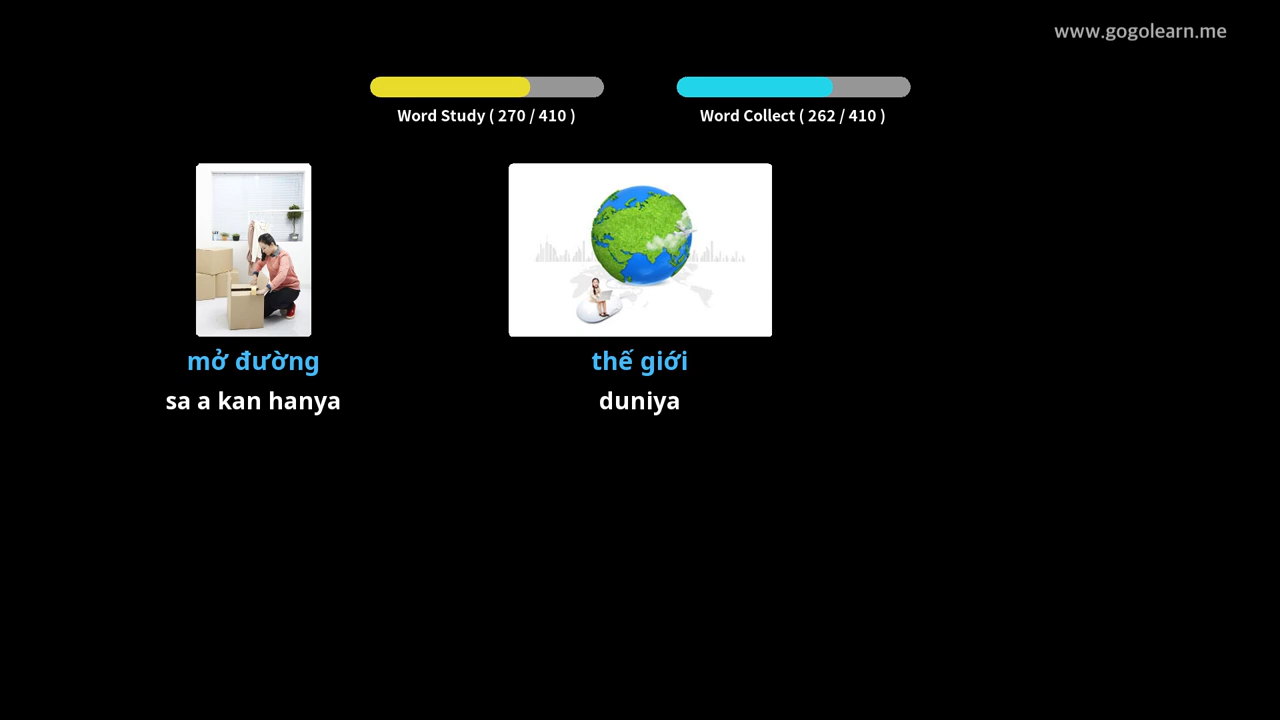 www.gogolearn.me
Word Study ( 270 / 410 )
Word Collect ( 262 / 410 )
mở đường
sa a kan hanya
thế giới
duniya